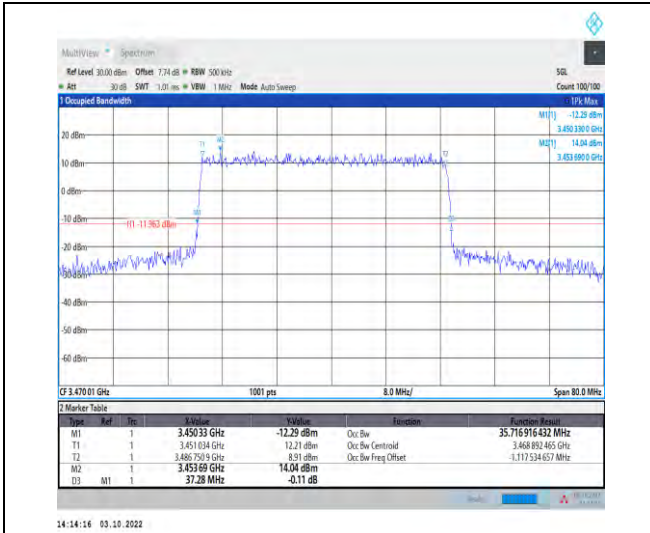 MultiView Spectrum
Ref Level 30.00 dBm Offset 7.74 dB RBW 500 kHz SGL
Att 30 dB SWT 1.01 ms VBW 1 MHz Mode Auto Sweep Count 100/100
1 Occupied Bandwidth 1Pk Max
M1[1] -12.29 dBm
3.450 330 0 GHz
M2[1] 14.04 dBm
3.453 690 0 GHz
20 dBm
T1 M2
10 dBm
0 dBm
-10 dBm
H1 -11.963 dBm
-20 dBm
-30 dBm
-40 dBm
-50 dBm
-60 dBm
CF 3.470 01 GHz 1001 pts 8.0 MHz/ Span 80.0 MHz
2 Marker Table
Type Ref Trc X-Value Y-Value Function Function Result
M1 1 3.45033 GHz -12.29 dBm Occ Bw 35.716 916 432 MHz
T1 1 3.451 034 GHz 12.21 dBm Occ Bw Centroid 3.468 892 465 GHz
T2 1 3.486 750 9 GHz 8.91 dBm Occ Bw Freq Offset -1.117 534 657 MHz
M2 1 3.453 69 GHz 14.04 dBm
D3 M1 1 37.28 MHz -0.11 dB
14:14:16 03.10.2022